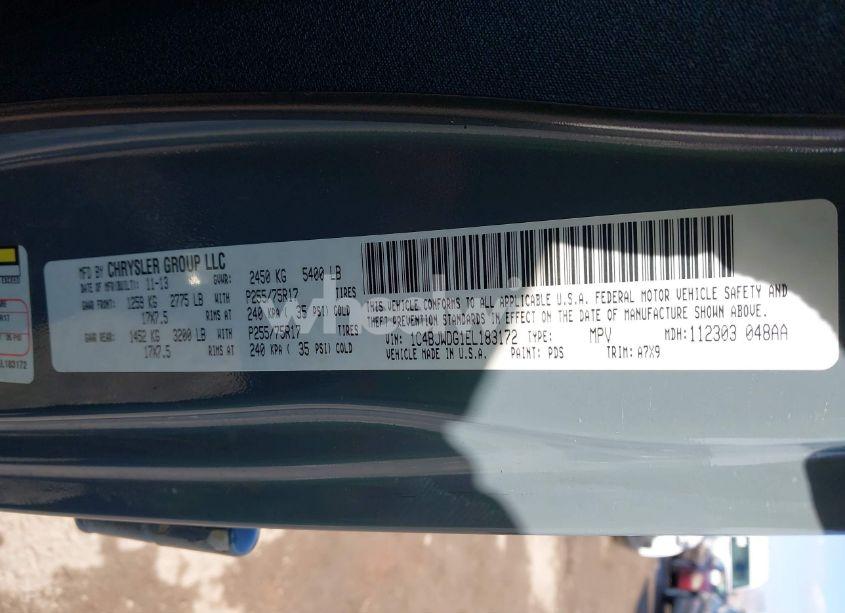 MFD BY CHRYSLER GROUP LLC
DATE OF MFR/BUILT: 11-13 GVWR: 2450 KG 5400 LB
GAWR FRONT: 1259 KG 2775 LB WITH P255/75R17 TIRES
17X7.5 RIMS AT 240 KPA ( 35 PSI) COLD
GAWR REAR: 1452 KG 3200 LB WITH P255/75R17 TIRES
17X7.5 RIMS AT 240 KPA ( 35 PSI) COLD
THIS VEHICLE CONFORMS TO ALL APPLICABLE U.S.A. FEDERAL MOTOR VEHICLE SAFETY AND
THEFT PREVENTION STANDARDS IN EFFECT ON THE DATE OF MANUFACTURE SHOWN ABOVE.
VIN: 1C4BJWDG1EL183172 TYPE: MPV MDH: 112303 048AA
VEHICLE MADE IN U.S.A. PAINT: PDS TRIM: A7X9
EXCEED
R17
EL183172